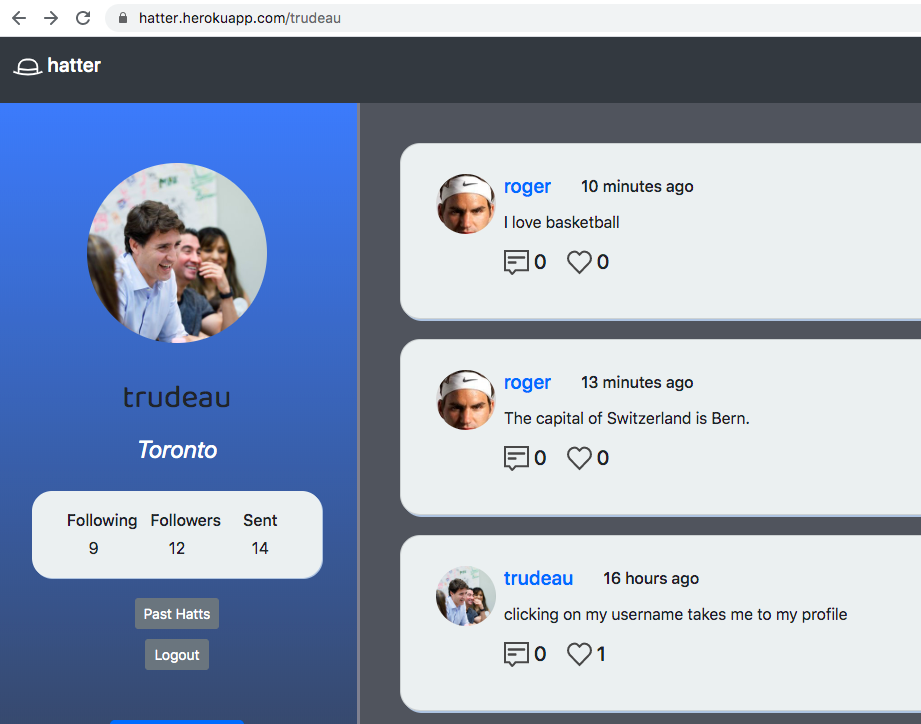 hatter.herokuapp.com/trudeau
hatter
trudeau
Toronto
Following Followers Sent
9 12 14
Past Hatts
Logout
roger 10 minutes ago
I love basketball
0 0
roger 13 minutes ago
The capital of Switzerland is Bern.
0 0
trudeau 16 hours ago
clicking on my username takes me to my profile
0 1